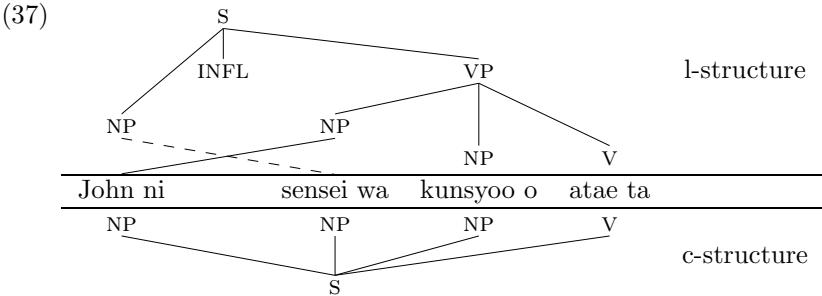 (37)
S
INFL VP l-structure
NP NP
NP V
John ni sensei wa kunsyoo o atae ta
NP NP NP V
c-structure
S